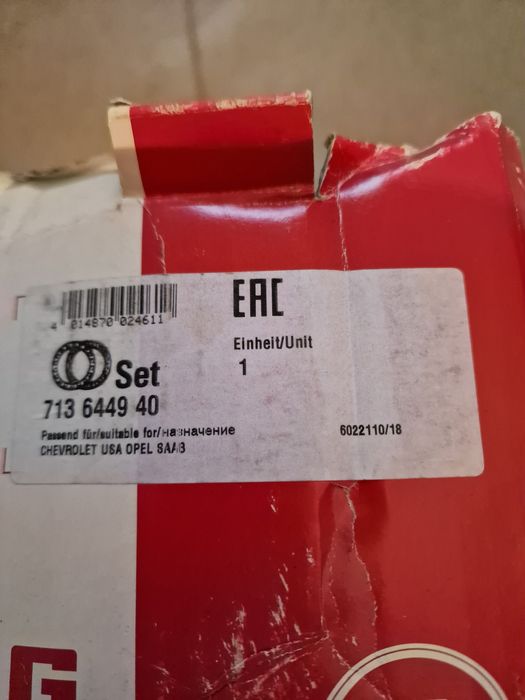 EAC
4 014870 024611
Einheit/Unit
Set
1
713 6449 40
Passend für/suitable for/назначение
6022110/18
CHEVROLET USA OPEL SAAB
G